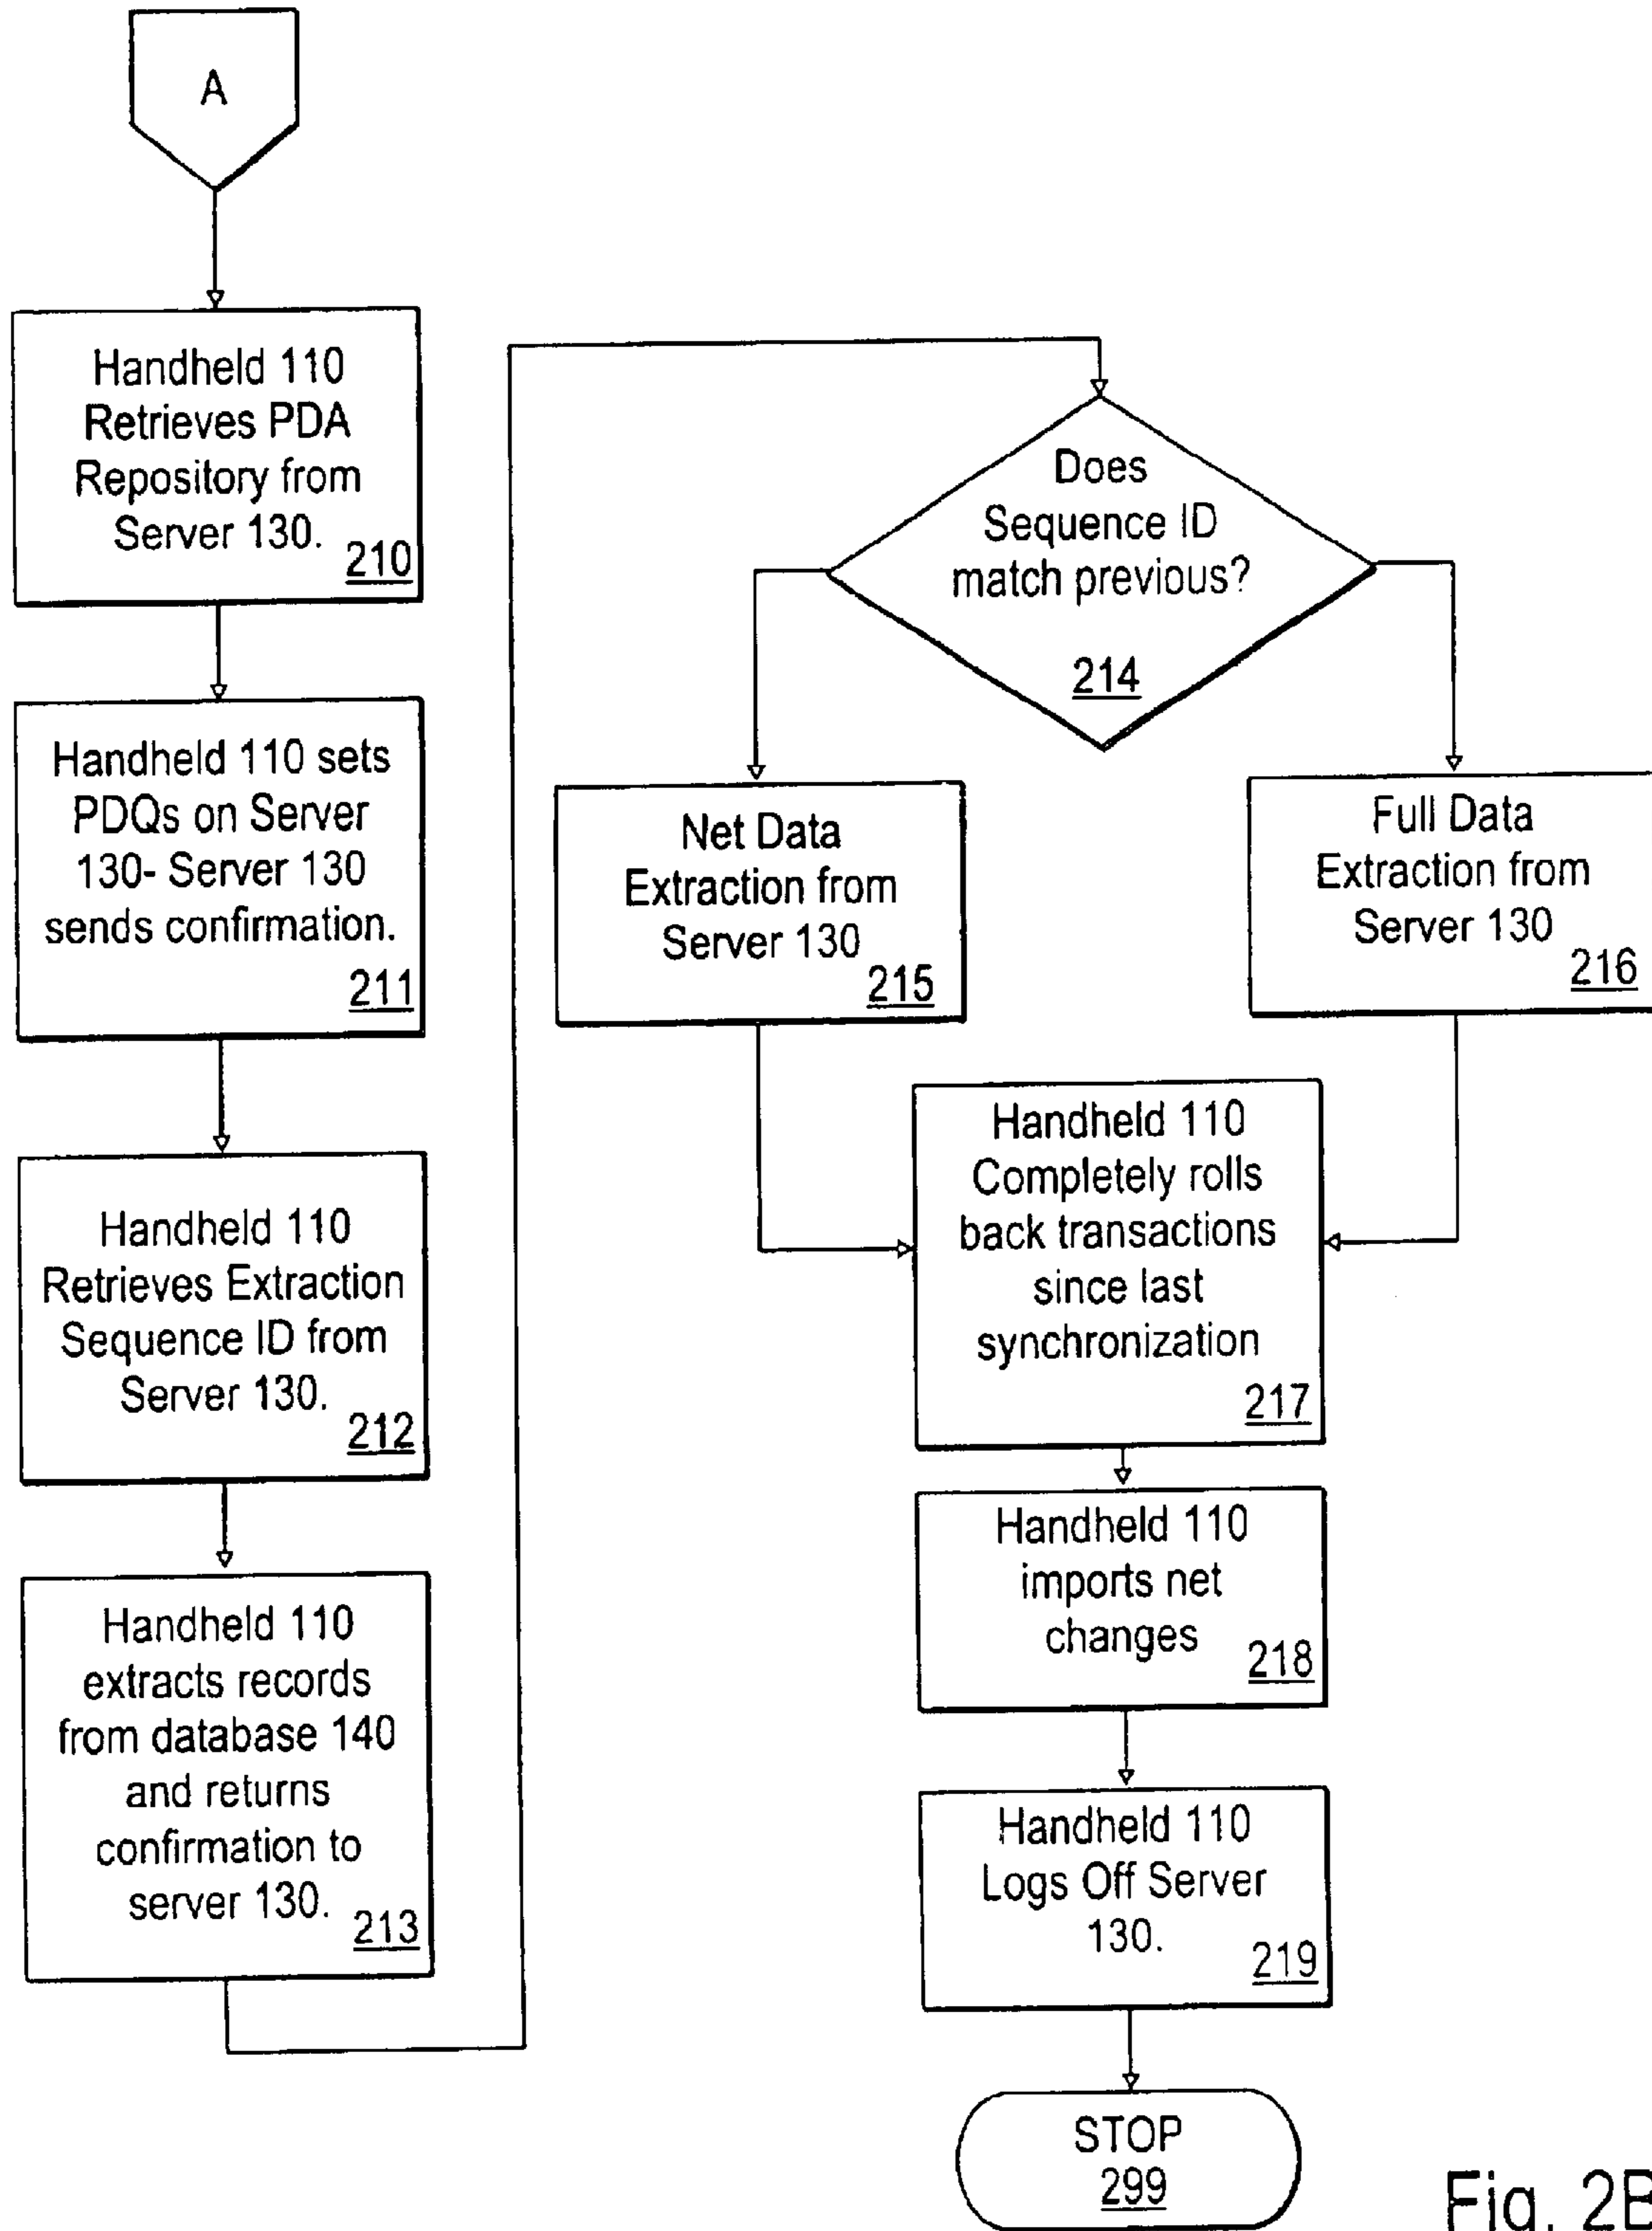 A
Handheld 110
Retrieves PDA
Repository from
Server 130.
210
Handheld 110 sets
PDQs on Server
130- Server 130
sends confirmation.
211
Handheld 110
Retrieves Extraction
Sequence ID from
Server 130.
212
Handheld 110
extracts records
from database 140
and returns
confirmation to
server 130.
213
Does
Sequence ID
match previous?
214
Net Data
Extraction from
Server 130
215
Full Data
Extraction from
Server 130
216
Handheld 110
Completely rolls
back transactions
since last
synchronization
217
Handheld 110
imports net
changes
218
Handheld 110
Logs Off Server
130.
219
STOP
299
Fig. 2B